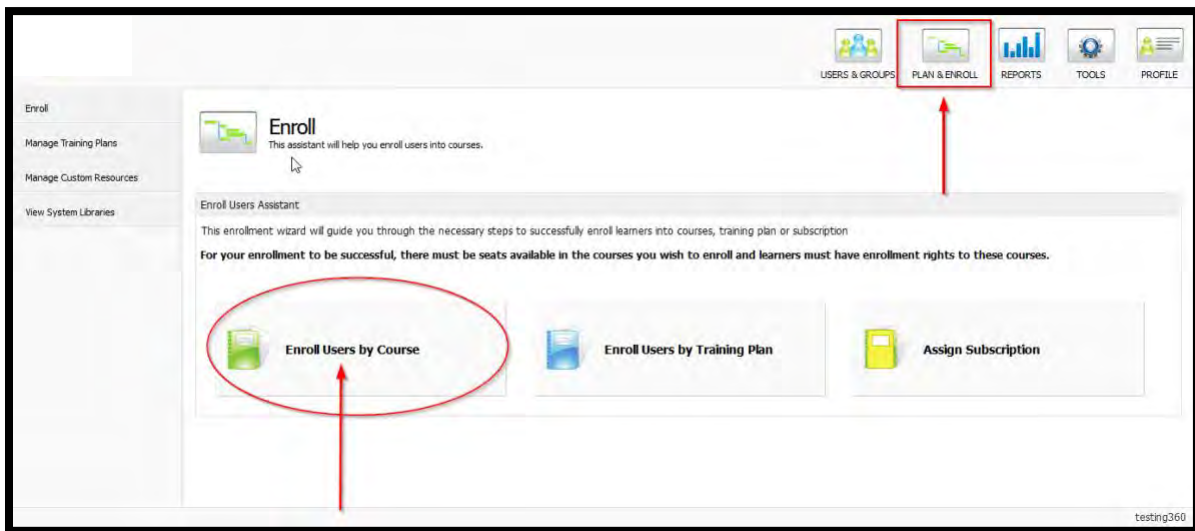 USERS & GROUPS
PLAN & ENROLL
REPORTS
TOOLS
PROFILE
Enroll
Manage Training Plans
Manage Custom Resources
View System Libraries
Enroll
This assistant will help you enroll users into courses.
Enroll Users Assistant
This enrollment wizard will guide you through the necessary steps to successfully enroll learners into courses, training plan or subscription
For your enrollment to be successful, there must be seats available in the courses you wish to enroll and learners must have enrollment rights to these courses.
Enroll Users by Course
Enroll Users by Training Plan
Assign Subscription
testing360